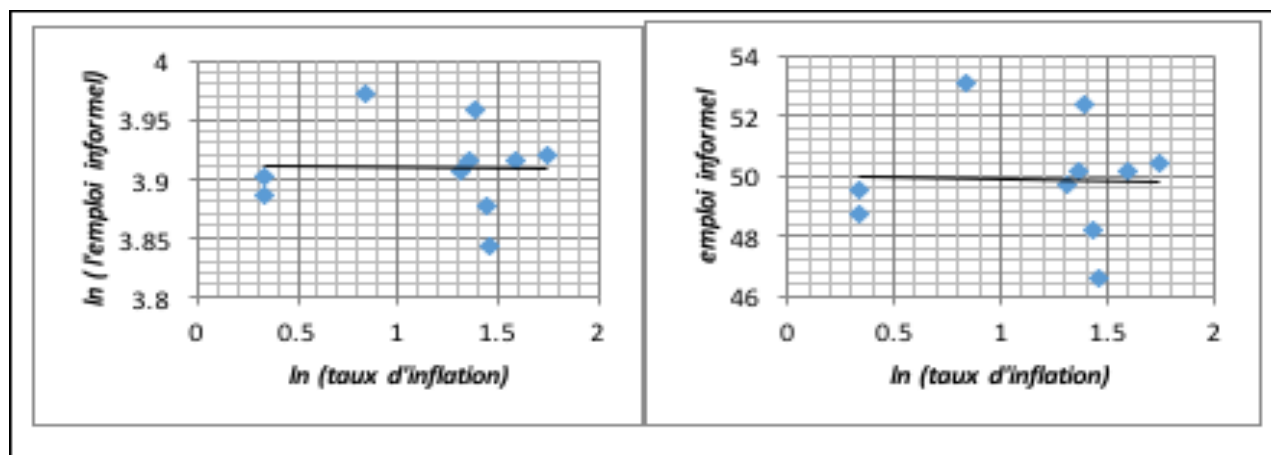 ln ( l'emploi informel)
4
3.95
3.9
3.85
3.8
0 0.5 1 1.5 2
ln (taux d'inflation)
emploi informel
54
52
50
48
46
0 0.5 1 1.5 2
ln (taux d'inflation)